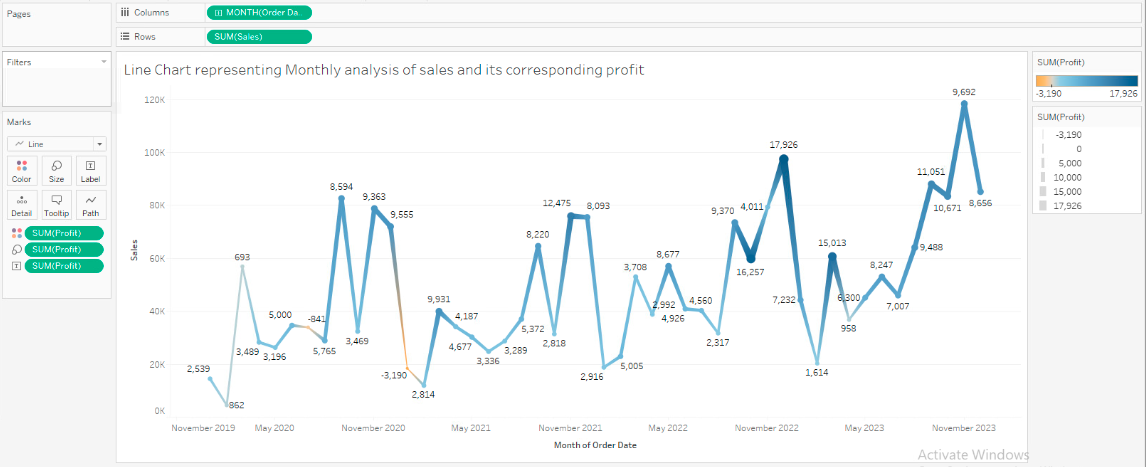 Pages
Columns
MONTH(Order Da..
Rows
SUM(Sales)
Filters
Marks
Line
Color
Size
Label
Detail
Tooltip
Path
SUM(Profit)
SUM(Profit)
SUM(Profit)
Line Chart representing Monthly analysis of sales and its corresponding profit
Sales
120K
100K
80K
60K
40K
20K
0K
2,539
862
693
3,489
3,196
5,000
-841
5,765
8,594
3,469
9,363
9,555
-3,190
2,814
9,931
4,187
4,677
3,336
3,289
5,372
8,220
2,818
12,475
8,093
2,916
5,005
3,708
2,992
8,677
4,926
4,560
2,317
9,370
16,257
4,011
17,926
7,232
1,614
15,013
958
6,300
8,247
7,007
9,488
11,051
10,671
9,692
8,656
November 2019
May 2020
November 2020
May 2021
November 2021
May 2022
November 2022
May 2023
November 2023
Month of Order Date
SUM(Profit)
-3,190 17,926
SUM(Profit)
-3,190
0
5,000
10,000
15,000
17,926
Activate Windows